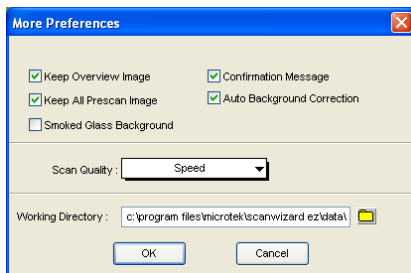 More Preferences
Keep Overview Image Confirmation Message
Keep All Prescan Image Auto Background Correction
Smoked Glass Background
Scan Quality : Speed
Working Directory : c:\program files\microtek\scanwizard ez\data\
OK Cancel